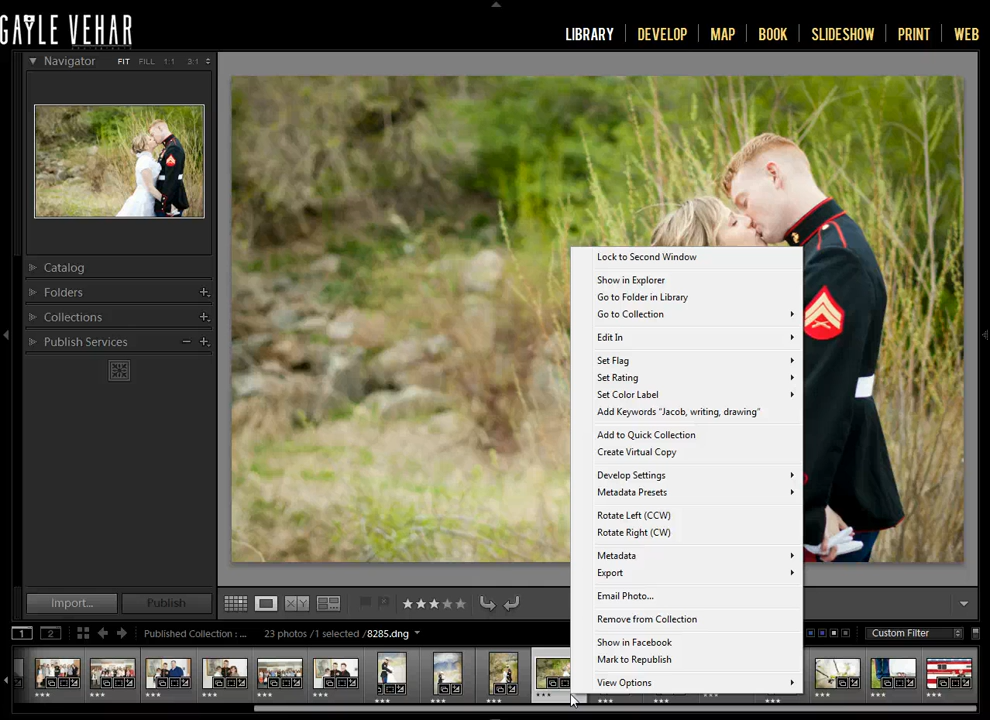 GAYLE VEHAR
LIBRARY DEVELOP MAP BOOK SLIDESHOW PRINT WEB
Navigator FIT FILL 1:1 3:1
Catalog
Folders
Collections
Publish Services
Lock to Second Window
Show in Explorer
Go to Folder in Library
Go to Collection
Edit In
Set Flag
Set Rating
Set Color Label
Add Keywords "Jacob, writing, drawing"
Add to Quick Collection
Create Virtual Copy
Develop Settings
Metadata Presets
Rotate Left (CCW)
Rotate Right (CW)
Metadata
Export
Email Photo...
Remove from Collection
Show in Facebook
Mark to Republish
View Options
Import... Publish
XY
1 2 Published Collection : ... 23 photos / 1 selected / 8285.dng Custom Filter